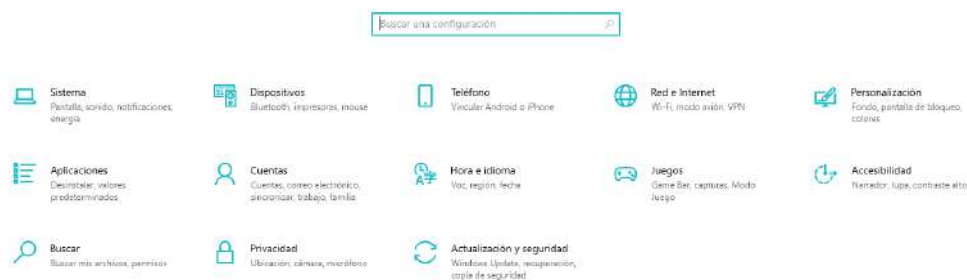 Buscar una configuración
Sistema
Pantalla, sonido, notificaciones,
energía
Dispositivos
Bluetooth, impresoras, mouse
Teléfono
Vincular Android o iPhone
Red e Internet
Wi-Fi, modo avión, VPN
Personalización
Fondo, pantalla de bloqueo,
colores
Aplicaciones
Desinstalar, valores
predeterminados
Cuentas
Cuentas, correo electrónico,
sincronizar, trabajo, familia
Hora e idioma
Voz, región, fecha
Juegos
Game Bar, capturas, Modo
Juego
Accesibilidad
Narrador, lupa, contraste alto
Buscar
Buscar mis archivos, permisos
Privacidad
Ubicación, cámara, micrófono
Actualización y seguridad
Windows Update, recuperación,
copia de seguridad